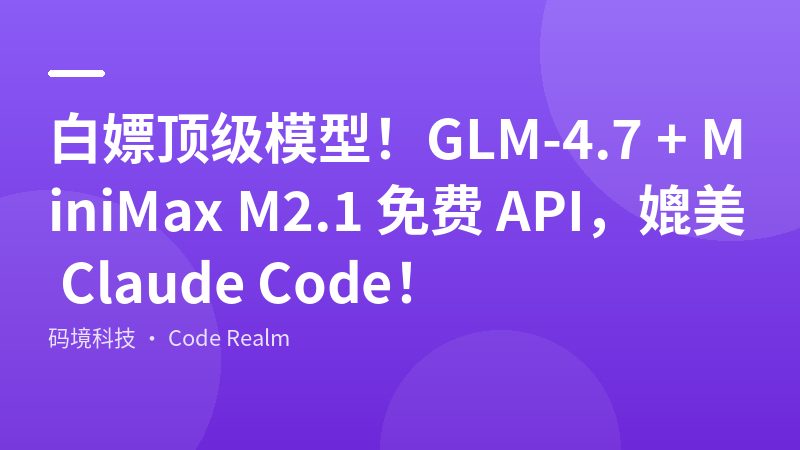 白嫖顶级模型！GLM-4.7 + M
iniMax M2.1 免费 API，媲美
Claude Code！
码境科技 · Code Realm